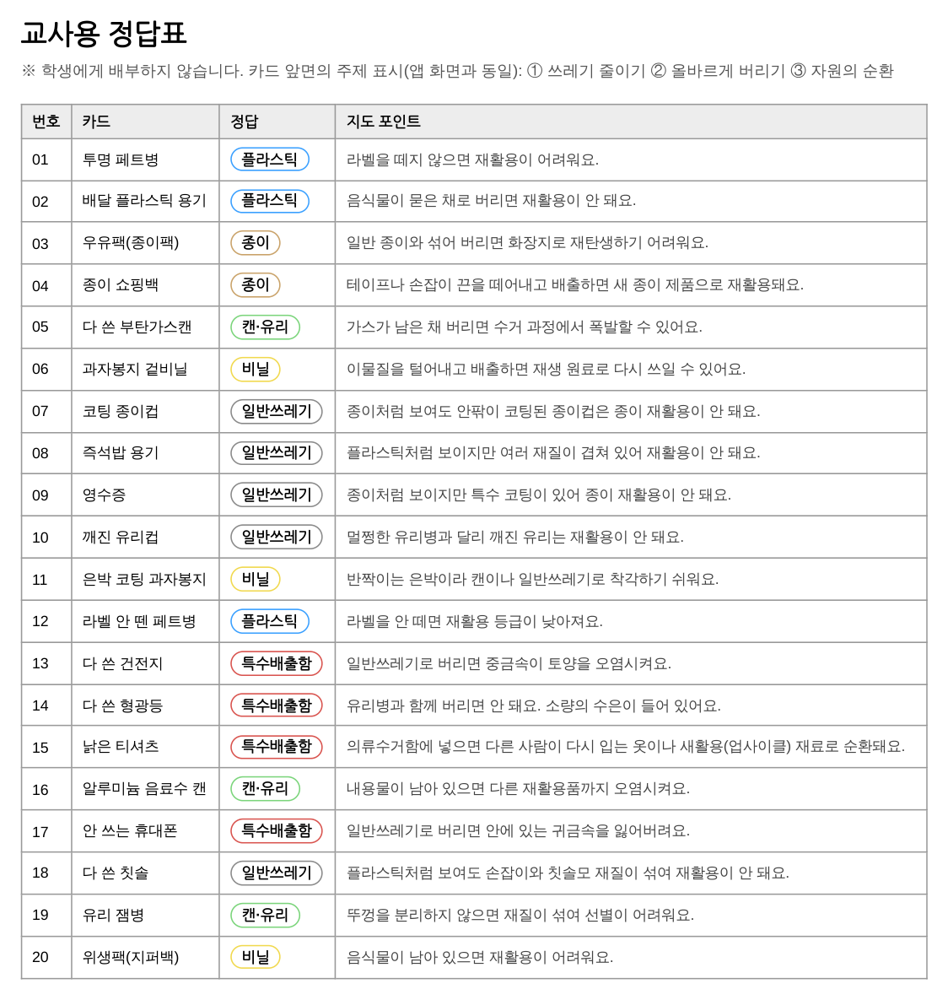 교사용 정답표
※ 학생에게 배부하지 않습니다. 카드 앞면의 주제 표시(앱 화면과 동일): ① 쓰레기 줄이기 ② 올바르게 버리기 ③ 자원의 순환
번호 카드 정답 지도 포인트
01 투명 페트병 플라스틱 라벨을 떼지 않으면 재활용이 어려워요.
02 배달 플라스틱 용기 플라스틱 음식물이 묻은 채로 버리면 재활용이 안 돼요.
03 우유팩(종이팩) 종이 일반 종이와 섞어 버리면 화장지로 재탄생하기 어려워요.
04 종이 쇼핑백 종이 테이프나 손잡이 끈을 떼어내고 배출하면 새 종이 제품으로 재활용돼요.
05 다 쓴 부탄가스캔 캔·유리 가스가 남은 채 버리면 수거 과정에서 폭발할 수 있어요.
06 과자봉지 겉비닐 비닐 이물질을 털어내고 배출하면 재생 원료로 다시 쓰일 수 있어요.
07 코팅 종이컵 일반쓰레기 종이처럼 보여도 안팎이 코팅된 종이컵은 종이 재활용이 안 돼요.
08 즉석밥 용기 일반쓰레기 플라스틱처럼 보이지만 여러 재질이 겹쳐 있어 재활용이 안 돼요.
09 영수증 일반쓰레기 종이처럼 보이지만 특수 코팅이 있어 종이 재활용이 안 돼요.
10 깨진 유리컵 일반쓰레기 멀쩡한 유리병과 달리 깨진 유리는 재활용이 안 돼요.
11 은박 코팅 과자봉지 비닐 반짝이는 은박이라 캔이나 일반쓰레기로 착각하기 쉬워요.
12 라벨 안 뗀 페트병 플라스틱 라벨을 안 떼면 재활용 등급이 낮아져요.
13 다 쓴 건전지 특수배출함 일반쓰레기로 버리면 중금속이 토양을 오염시켜요.
14 다 쓴 형광등 특수배출함 유리병과 함께 버리면 안 돼요. 소량의 수은이 들어 있어요.
15 낡은 티셔츠 특수배출함 의류수거함에 넣으면 다른 사람이 다시 입는 옷이나 새활용(업사이클) 재료로 순환돼요.
16 알루미늄 음료수 캔 캔·유리 내용물이 남아 있으면 다른 재활용품까지 오염시켜요.
17 안 쓰는 휴대폰 특수배출함 일반쓰레기로 버리면 안에 있는 귀금속을 잃어버려요.
18 다 쓴 칫솔 일반쓰레기 플라스틱처럼 보여도 손잡이와 칫솔모 재질이 섞여 재활용이 안 돼요.
19 유리 잼병 캔·유리 뚜껑을 분리하지 않으면 재질이 섞여 선별이 어려워요.
20 위생팩(지퍼백) 비닐 음식물이 남아 있으면 재활용이 어려워요.